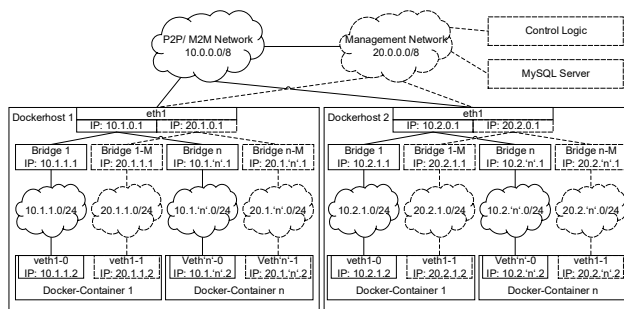 P2P/ M2M Network
10.0.0.0/8
Management Network
20.0.0.0/8
Control Logic
MySQL Server
Dockerhost 1
eth1
IP: 10.1.0.1
IP: 20.1.0.1
Bridge 1
IP: 10.1.1.1
Bridge 1-M
IP: 20.1.1.1
Bridge n
IP: 10.1.'n'.1
Bridge n-M
IP: 20.1.'n'.1
10.1.1.0/24
20.1.1.0/24
10.1.'n'.0/24
20.1.'n'.0/24
veth1-0
IP: 10.1.1.2
veth1-1
IP: 20.1.1.2
Veth'n'-0
IP: 10.1.'n'.2
Veth'n'-1
IP: 20.1.'n'.2
Docker-Container 1
Docker-Container n
Dockerhost 2
eth1
IP: 10.2.0.1
IP: 20.2.0.1
Bridge 1
IP: 10.2.1.1
Bridge 1-M
IP: 20.2.1.1
Bridge n
IP: 10.2.'n'.1
Bridge n-M
IP: 20.2.'n'.1
10.2.1.0/24
20.2.1.0/24
10.2.'n'.0/24
20.2.'n'.0/24
veth1-0
IP: 10.2.1.2
veth1-1
IP: 20.2.1.2
Veth'n'-0
IP: 10.2.'n'.2
veth1-1
IP: 20.2.'n'.2
Docker-Container 1
Docker-Container n